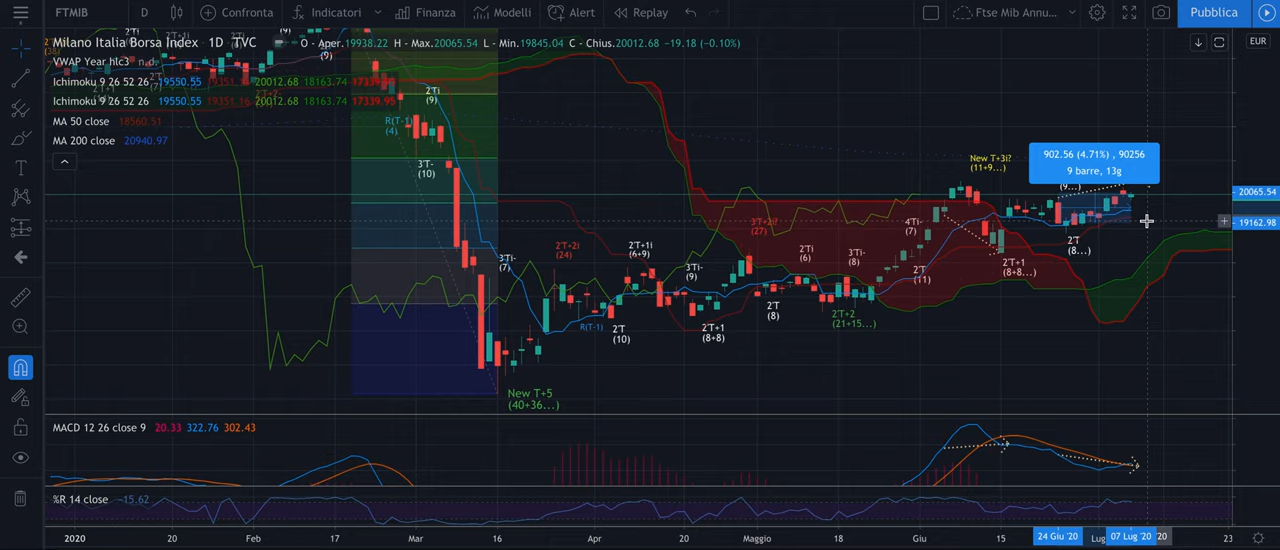 FTMIB D Confronta Indicatori Finanza Modelli Alert Replay Ftse Mib Annu... Pubblica
Milano Italia Borsa Index · 1D · TVC O - Aper.19938.22 H - Max.20065.54 L - Min.19845.04 C - Chius.20012.68 -19.18 (-0.10%)
EUR
VWAP Year hlc3 n.d.
Ichimoku 9 26 52 26 19550.55 19351.16 20012.68 18163.74 17339.95
Ichimoku 9 26 52 26 19550.55 19351.16 20012.68 18163.74 17339.95
MA 50 close 18560.51
MA 200 close 20940.97
(9)
2'Ti
(9)
R(T-1)
(4)
3'T-
(10)
New T+3i?
(11+9...)
902.56 (4.71%) , 90256
9 barre, 13g
(9...)
20065.54
19162.98
3'T+2i?
(27)
4'Ti-
(7)
2'T
(8...)
3'Ti-
(7)
2'T+2i
(24)
2'T+1i
(6+9)
3'Ti-
(9)
2'Ti
(6)
3'Ti-
(8)
2'T
(11)
2'T+1
(8+8...)
R(T-1)
2'T
(10)
2'T+1
(8+8)
2'T
(8)
2'T+2
(21+15...)
New T+5
(40+36...)
MACD 12 26 close 9 20.33 322.76 302.43
%R 14 close -15.62
2020 20 Feb 20 Mar 16 Apr 20 Maggio 18 Giu 15 24 Giu '20 Lug 07 Lug '20 20 23